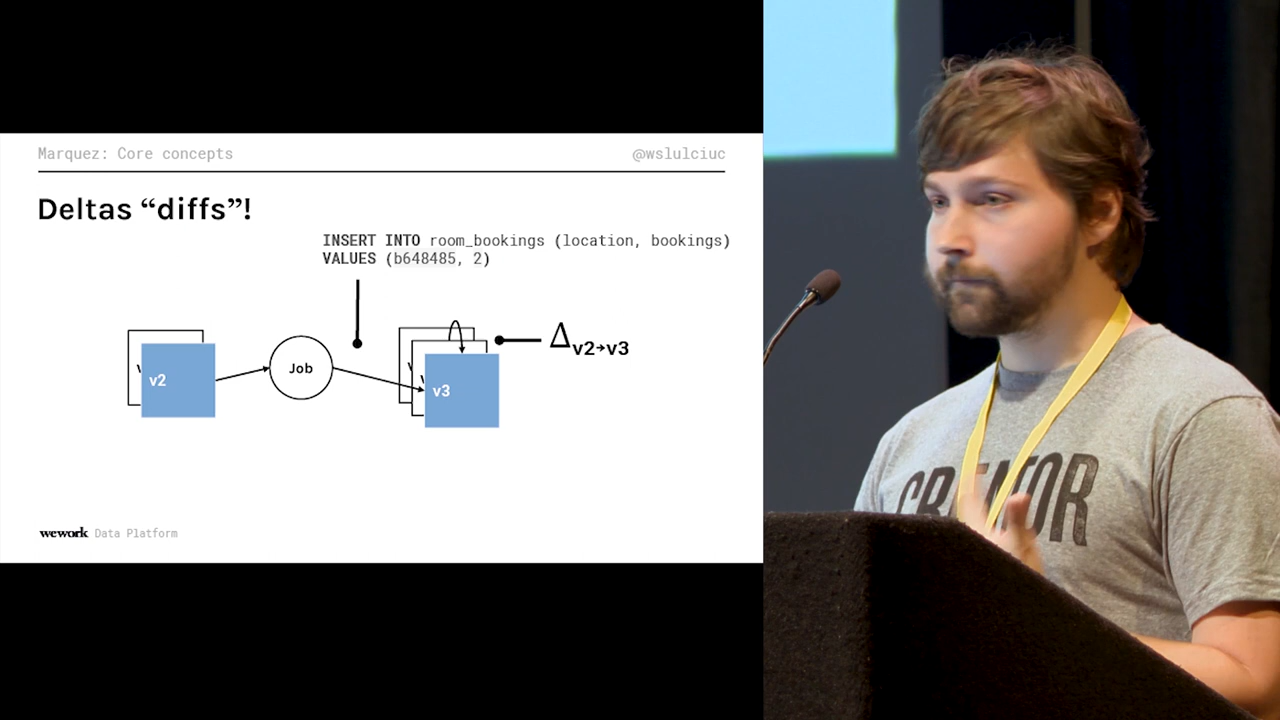 Marquez: Core concepts
@wslulciuc
Deltas “diffs”!
INSERT INTO room_bookings (location, bookings)
VALUES (b648485, 2)
Δv2→v3
v2
Job
v3
wework Data Platform
CREATOR